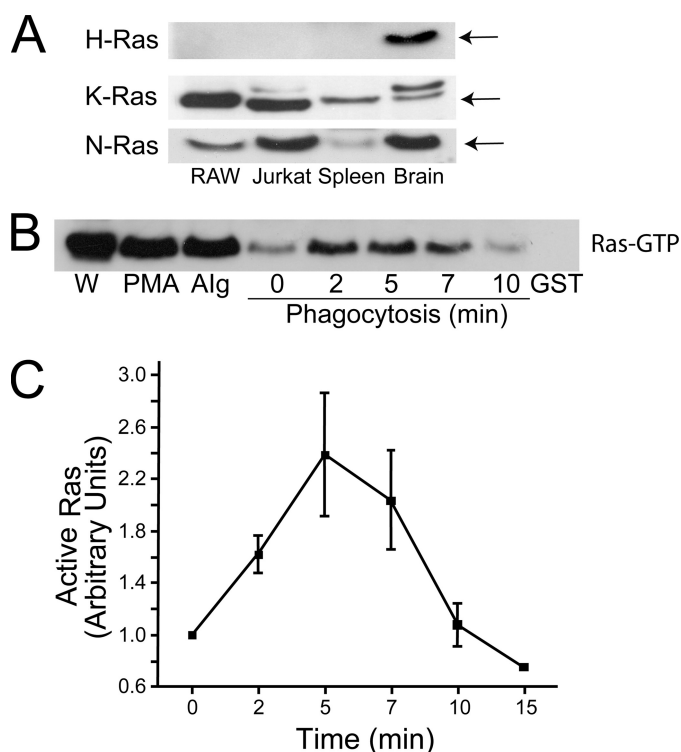 A
H-Ras
K-Ras
N-Ras
RAW Jurkat Spleen Brain
B
Ras-GTP
W PMA AIg 0 2 5 7 10 GST
Phagocytosis (min)
C
Active Ras
(Arbitrary Units)
3.0
2.6
2.2
1.8
1.4
1.0
0.6
0 2 5 7 10 15
Time (min)